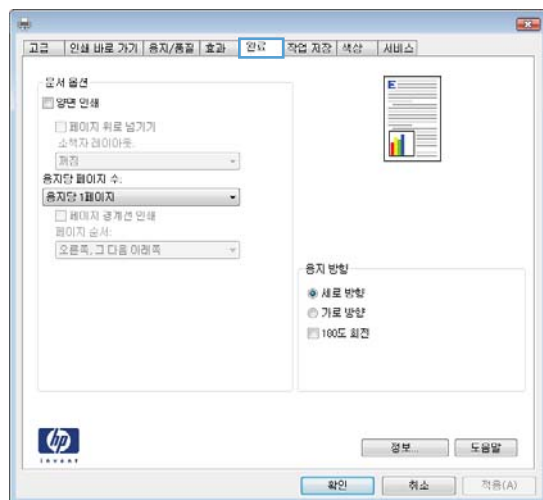 고급 인쇄 바로 가기 용지/품질 효과 완료 작업 저장 색상 서비스
문서 옵션
양면 인쇄
페이지 위로 넘기기
소책자 레이아웃:
꺼짐
용지당 페이지 수:
용지당 1페이지
페이지 경계선 인쇄
페이지 순서:
오른쪽, 그 다음 아래쪽
E
용지 방향
세로 방향
가로 방향
180도 회전
hp
invent
정보... 도움말
확인 취소 적용(A)